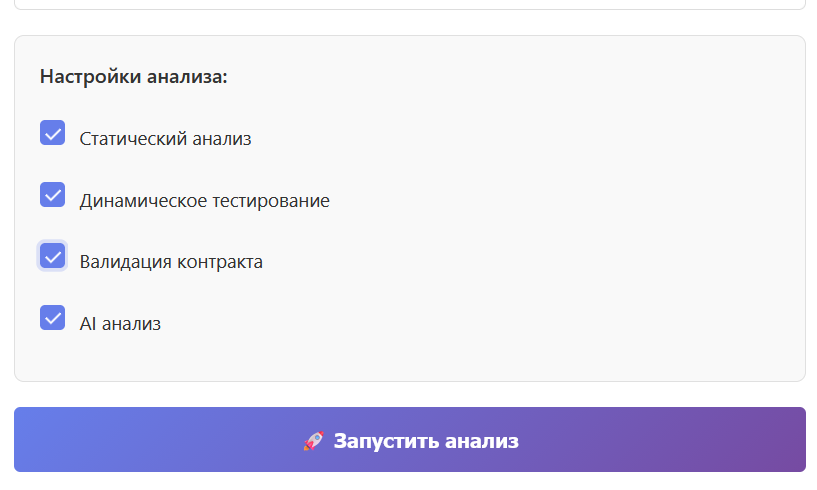 Настройки анализа:
Статический анализ
Динамическое тестирование
Валидация контракта
AI анализ
🚀 Запустить анализ